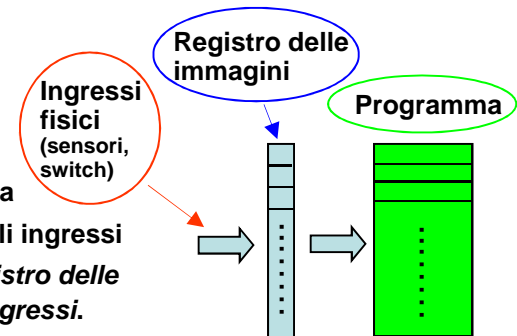 Registro delle
immagini
Ingressi
fisici
(sensori,
switch)
Programma
a
li ingressi
istro delle
gressi.